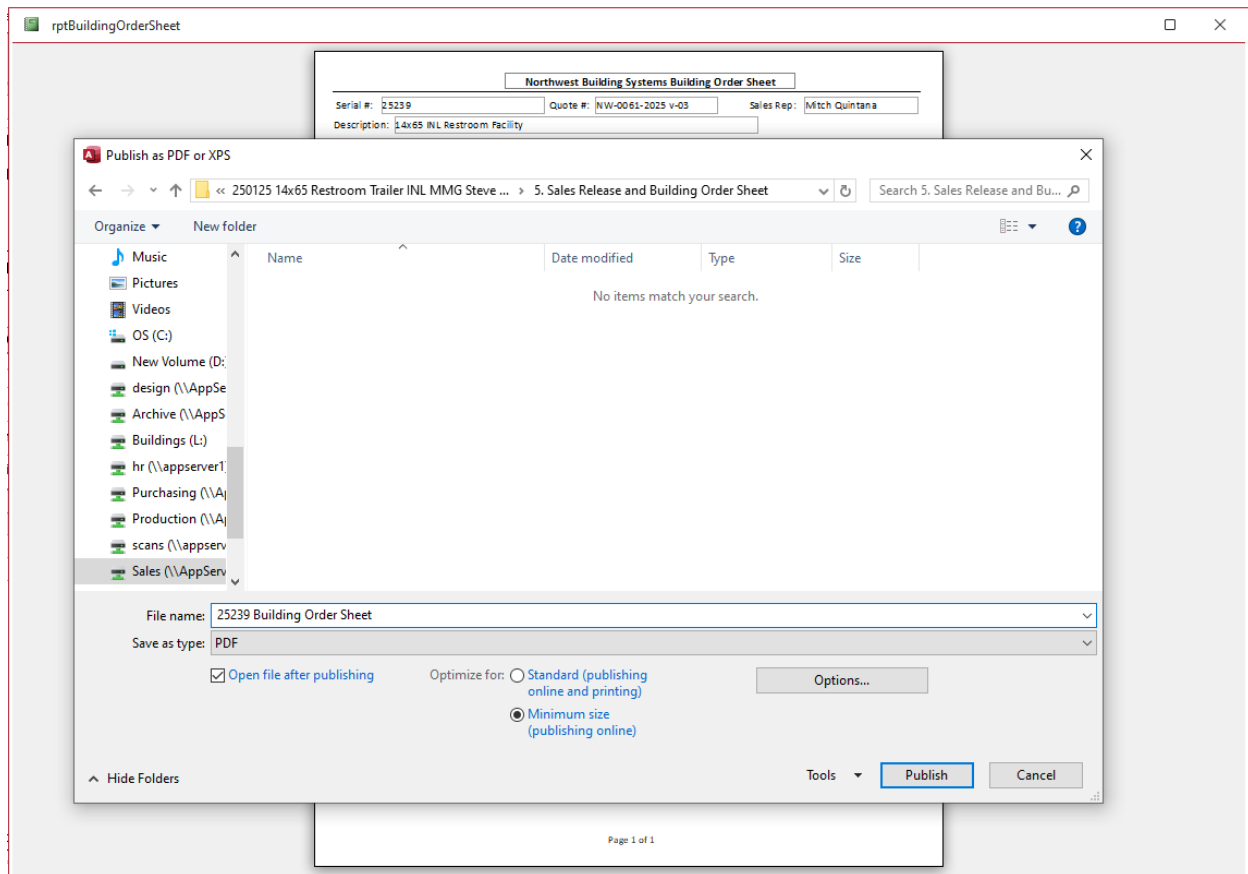 rptBuildingOrderSheet
Northwest Building Systems Building Order Sheet
Serial #: 25239 Quote #: NW-0061-2025 v-03 Sales Rep: Mitch Quintana
Description: 14x65 INL Restroom Facility
Publish as PDF or XPS
« 250125 14x65 Restroom Trailer INL MMG Steve ... › 5. Sales Release and Building Order Sheet
Search 5. Sales Release and Bu...
Organize New folder
Name Date modified Type Size
No items match your search.
Music
Pictures
Videos
OS (C:)
New Volume (D:
design (\\AppSe
Archive (\\AppS
Buildings (L:)
hr (\\appserver1
Purchasing (\\Ap
Production (\\Ap
scans (\\appserv
Sales (\\AppServ
File name: 25239 Building Order Sheet
Save as type: PDF
Open file after publishing
Optimize for: Standard (publishing
online and printing)
Minimum size
(publishing online)
Options...
Hide Folders
Tools Publish Cancel
Page 1 of 1